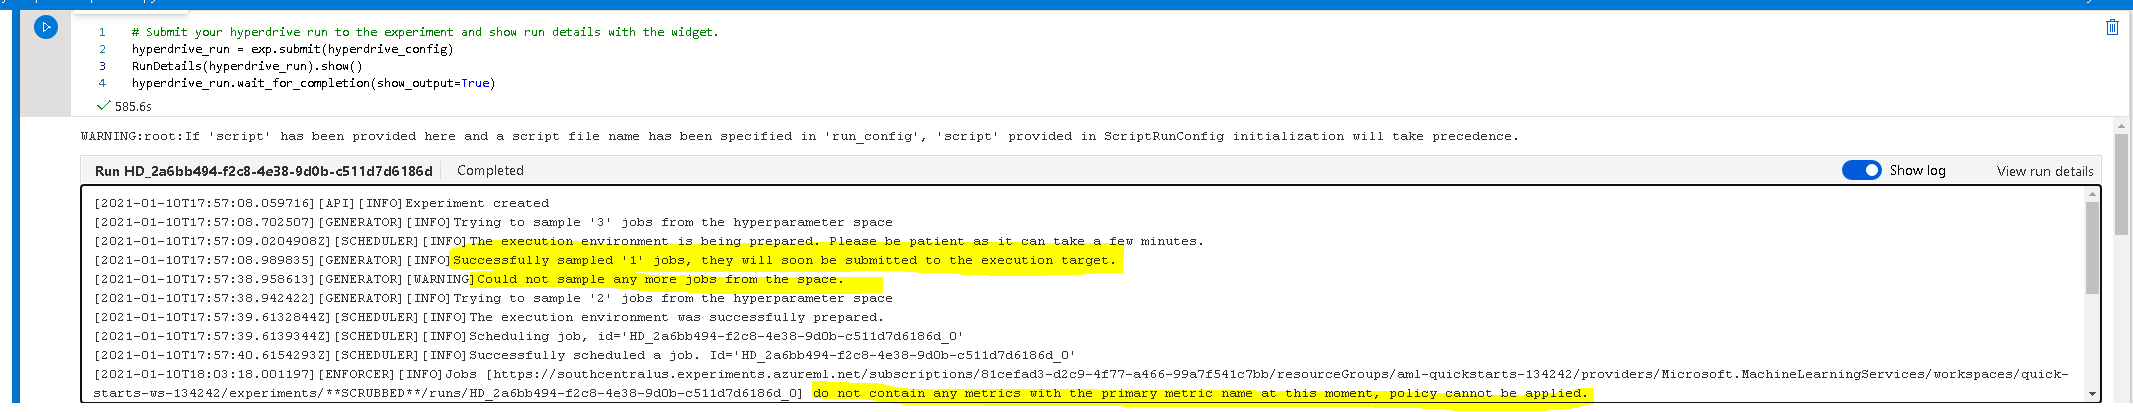 1 # Submit your hyperdrive run to the experiment and show run details with the widget.
2 hyperdrive_run = exp.submit(hyperdrive_config)
3 RunDetails(hyperdrive_run).show()
4 hyperdrive_run.wait_for_completion(show_output=True)
585.6s
WARNING:root:If 'script' has been provided here and a script file name has been specified in 'run_config', 'script' provided in ScriptRunConfig initialization will take precedence.
Run HD_2a6bb494-f2c8-4e38-9d0b-c511d7d6186d Completed Show log View run details
[2021-01-10T17:57:08.059716][API][INFO]Experiment created
[2021-01-10T17:57:08.702507][GENERATOR][INFO]Trying to sample '3' jobs from the hyperparameter space
[2021-01-10T17:57:09.0204908Z][SCHEDULER][INFO]The execution environment is being prepared. Please be patient as it can take a few minutes.
[2021-01-10T17:57:08.989835][GENERATOR][INFO]Successfully sampled '1' jobs, they will soon be submitted to the execution target.
[2021-01-10T17:57:38.958613][GENERATOR][WARNING]Could not sample any more jobs from the space.
[2021-01-10T17:57:38.942422][GENERATOR][INFO]Trying to sample '2' jobs from the hyperparameter space
[2021-01-10T17:57:39.6132844Z][SCHEDULER][INFO]The execution environment was successfully prepared.
[2021-01-10T17:57:39.6139344Z][SCHEDULER][INFO]Scheduling job, id='HD_2a6bb494-f2c8-4e38-9d0b-c511d7d6186d_0'
[2021-01-10T17:57:40.6154293Z][SCHEDULER][INFO]Successfully scheduled a job. Id='HD_2a6bb494-f2c8-4e38-9d0b-c511d7d6186d_0'
[2021-01-10T18:03:18.001197][ENFORCER][INFO]Jobs [https://southcentralus.experiments.azureml.net/subscriptions/81cefad3-d2c9-4f77-a466-99a7f541c7bb/resourceGroups/aml-quickstarts-134242/providers/Microsoft.MachineLearningServices/workspaces/quick-
starts-ws-134242/experiments/**SCRUBBED**/runs/HD_2a6bb494-f2c8-4e38-9d0b-c511d7d6186d_0] do not contain any metrics with the primary metric name at this moment, policy cannot be applied.